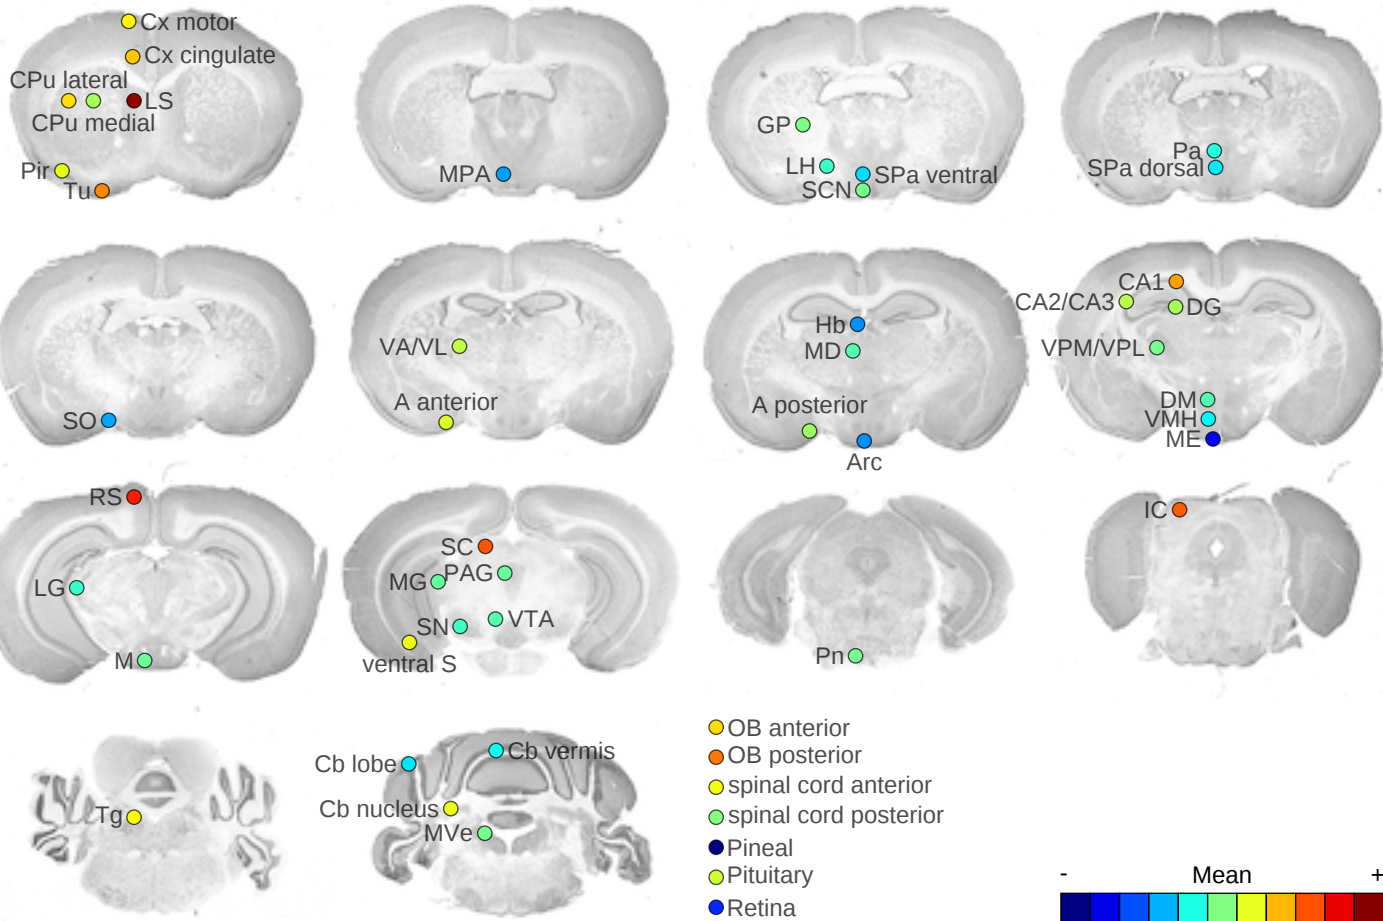 Cx motor
Cx cingulate
CPu lateral
LS
CPu medial
Pir
Tu
MPA
GP
LH
SPa ventral
SCN
Pa
SPa dorsal
SO
VA/VL
A anterior
Hb
MD
A posterior
Arc
CA1
CA2/CA3
DG
VPM/VPL
DM
VMH
ME
RS
LG
M
SC
MG
PAG
SN
VTA
ventral S
Pn
IC
Tg
Cb lobe
Cb vermis
Cb nucleus
MVe
OB anterior
OB posterior
spinal cord anterior
spinal cord posterior
Pineal
Pituitary
Retina
- Mean +